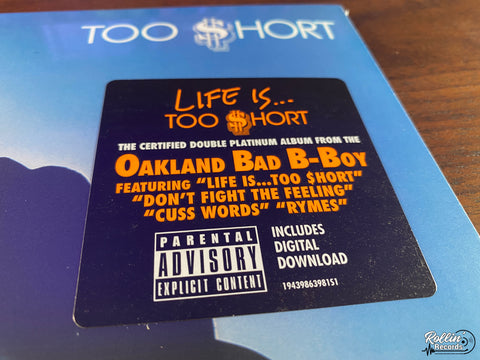 TOO $HORT
LIFE IS...
TOO $HORT
THE CERTIFIED DOUBLE PLATINUM ALBUM FROM THE
OAKLAND BAD B-BOY
FEATURING "LIFE IS...TOO $HORT"
"DON'T FIGHT THE FEELING"
"CUSS WORDS" "RYMES"
PARENTAL
ADVISORY
EXPLICIT CONTENT
INCLUDES
DIGITAL
DOWNLOAD
19439863981S1
Rollin
Records